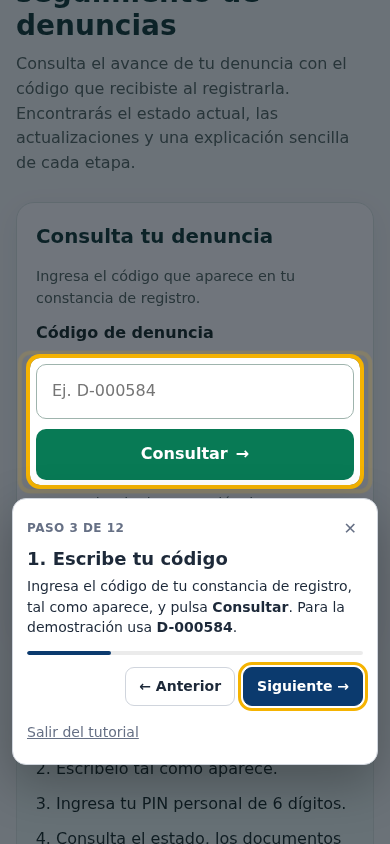 seguimiento de
denuncias
Consulta el avance de tu denuncia con el
código que recibiste al registrarla.
Encontrarás el estado actual, las
actualizaciones y una explicación sencilla
de cada etapa.
Consulta tu denuncia
Ingresa el código que aparece en tu
constancia de registro.
Código de denuncia
Ej. D-000584
Consultar →
PASO 3 DE 12
×
1. Escribe tu código
Ingresa el código de tu constancia de registro,
tal como aparece, y pulsa Consultar. Para la
demostración usa D-000584.
← Anterior
Siguiente →
Salir del tutorial
2. Escríbelo tal como aparece.
3. Ingresa tu PIN personal de 6 dígitos.
4. Consulta el estado, los documentos